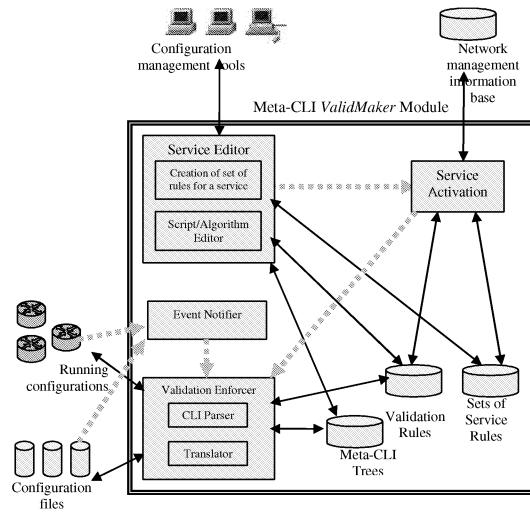 Configuration
management tools
Network
management
information
base
Meta-CLI ValidMaker Module
Service Editor
Creation of set of
rules for a service
Script/Algorithm
Editor
Service
Activation
Event Notifier
Running
configurations
Validation Enforcer
CLI Parser
Translator
Validation
Rules
Sets of
Service
Rules
Meta-CLI
Trees
Configuration
files